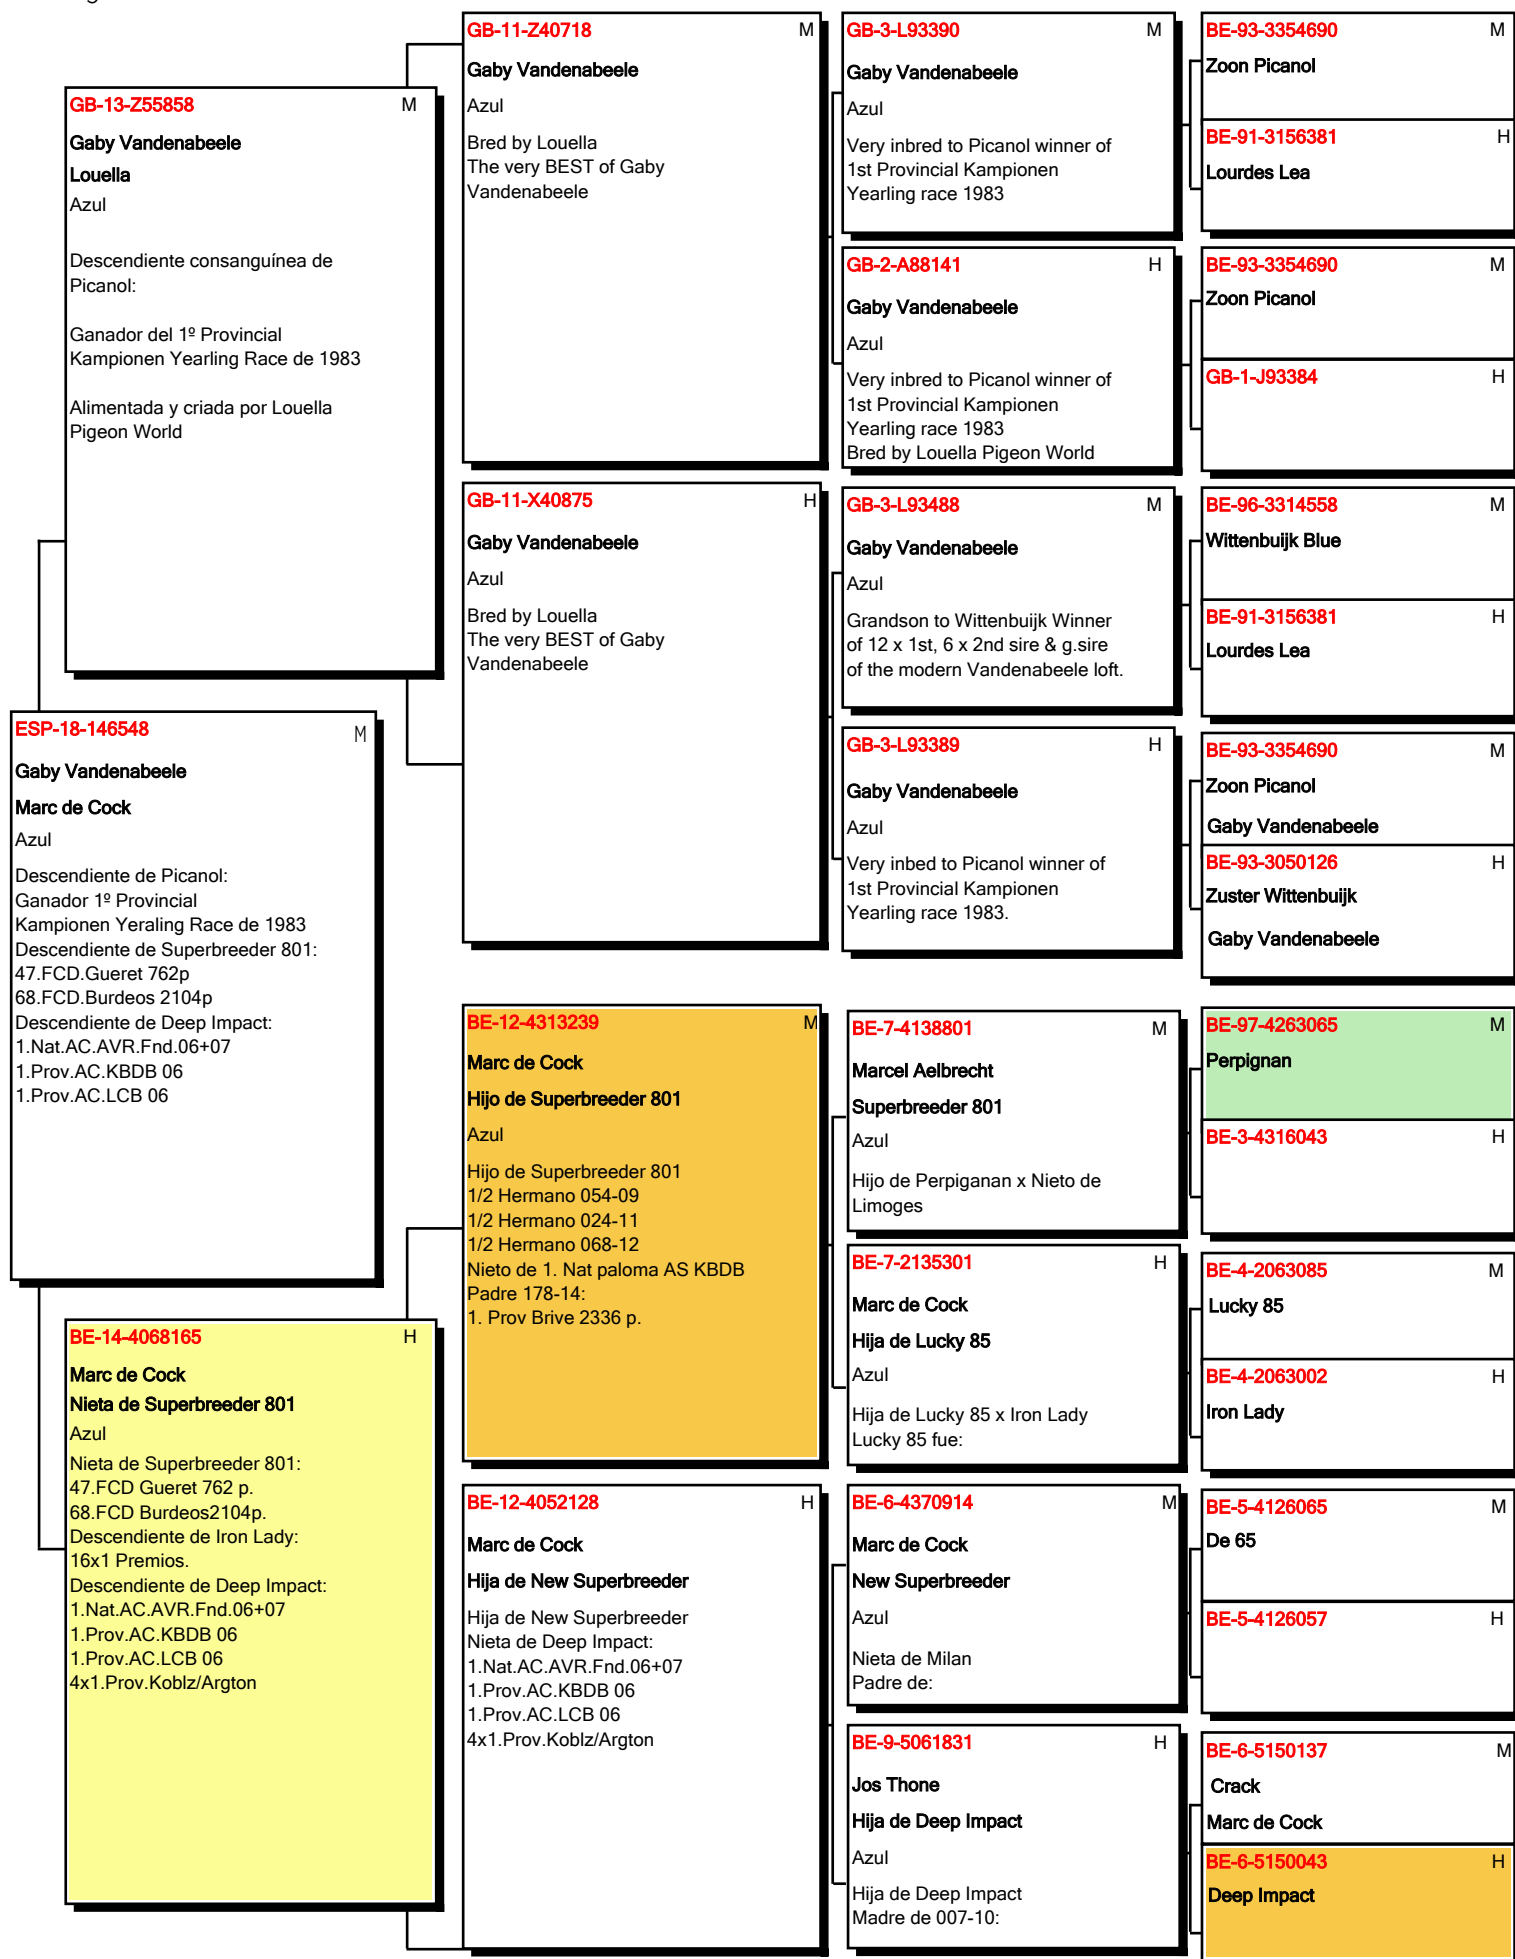 ESP-18-146548 M
Gaby Vandenabeele
Marc de Cock
Azul
Descendiente de Picanol:
Ganador 1º Provincial
Kampionen Yeraling Race de 1983
Descendiente de Superbreeder 801:
47.FCD.Gueret 762p
68.FCD.Burdeos 2104p
Descendiente de Deep Impact:
1.Nat.AC.AVR.Fnd.06+07
1.Prov.AC.KBDB 06
1.Prov.AC.LCB 06
GB-13-Z55858 M
Gaby Vandenabeele
Louella
Azul
Descendiente consanguínea de
Picanol:
Ganador del 1º Provincial
Kampionen Yearling Race de 1983
Alimentada y criada por Louella
Pigeon World
BE-14-4068165 H
Marc de Cock
Nieta de Superbreeder 801
Azul
Nieta de Superbreeder 801:
47.FCD Gueret 762 p.
68.FCD Burdeos2104p.
Descendiente de Iron Lady:
16x1 Premios.
Descendiente de Deep Impact:
1.Nat.AC.AVR.Fnd.06+07
1.Prov.AC.KBDB 06
1.Prov.AC.LCB 06
4x1.Prov.Koblz/Argton
GB-11-Z40718 M
Gaby Vandenabeele
Azul
Bred by Louella
The very BEST of Gaby
Vandenabeele
GB-11-X40875 H
Gaby Vandenabeele
Azul
Bred by Louella
The very BEST of Gaby
Vandenabeele
BE-12-4313239 M
Marc de Cock
Hijo de Superbreeder 801
Azul
Hijo de Superbreeder 801
1/2 Hermano 054-09
1/2 Hermano 024-11
1/2 Hermano 068-12
Nieto de 1. Nat paloma AS KBDB
Padre 178-14:
1. Prov Brive 2336 p.
BE-12-4052128 H
Marc de Cock
Hija de New Superbreeder
Hija de New Superbreeder
Nieta de Deep Impact:
1.Nat.AC.AVR.Fnd.06+07
1.Prov.AC.KBDB 06
1.Prov.AC.LCB 06
4x1.Prov.Koblz/Argton
GB-3-L93390 M
Gaby Vandenabeele
Azul
Very inbred to Picanol winner of
1st Provincial Kampionen
Yearling race 1983
GB-2-A88141 H
Gaby Vandenabeele
Azul
Very inbred to Picanol winner of
1st Provincial Kampionen
Yearling race 1983
Bred by Louella Pigeon World
GB-3-L93488 M
Gaby Vandenabeele
Azul
Grandson to Wittenbuijk Winner
of 12 x 1st, 6 x 2nd sire & g.sire
of the modern Vandenabeele loft.
GB-3-L93389 H
Gaby Vandenabeele
Azul
Very inbed to Picanol winner of
1st Provincial Kampionen
Yearling race 1983.
BE-7-4138801 M
Marcel Aelbrecht
Superbreeder 801
Azul
Hijo de Perpiganan x Nieto de
Limoges
BE-7-2135301 H
Marc de Cock
Hija de Lucky 85
Azul
Hija de Lucky 85 x Iron Lady
Lucky 85 fue:
BE-6-4370914 M
Marc de Cock
New Superbreeder
Azul
Nieta de Milan
Padre de:
BE-9-5061831 H
Jos Thone
Hija de Deep Impact
Azul
Hija de Deep Impact
Madre de 007-10:
BE-93-3354690 M
Zoon Picanol
BE-91-3156381 H
Lourdes Lea
BE-93-3354690 M
Zoon Picanol
GB-1-J93384 H
BE-96-3314558 M
Wittenbuijk Blue
BE-91-3156381 H
Lourdes Lea
BE-93-3354690 M
Zoon Picanol
Gaby Vandenabeele
BE-93-3050126 H
Zuster Wittenbuijk
Gaby Vandenabeele
BE-97-4263065 M
Perpignan
BE-3-4316043 H
BE-4-2063085 M
Lucky 85
BE-4-2063002 H
Iron Lady
BE-5-4126065 M
De 65
BE-5-4126057 H
BE-6-5150137 M
Crack
Marc de Cock
BE-6-5150043 H
Deep Impact